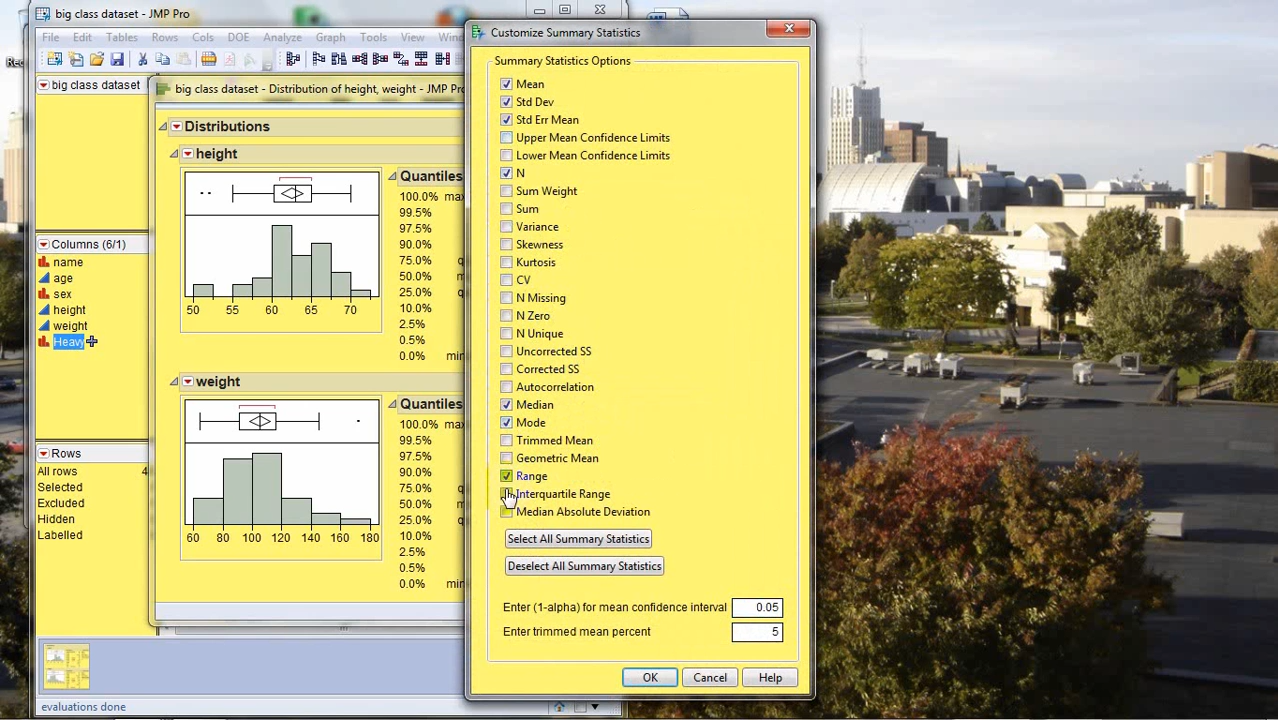 big class dataset - JMP Pro
File Edit Tables Rows Cols DOE Analyze Graph Tools View
big class dataset
Columns (6/1)
name
age
sex
height
weight
Heavy
Rows
All rows 4
Selected
Excluded
Hidden
Labelled
evaluations done
big class dataset - Distribution of height, weight - JMP Pro
Distributions
height
50 55 60 65 70
Quantiles
100.0%
99.5%
97.5%
90.0%
75.0%
50.0%
25.0%
10.0%
2.5%
0.5%
0.0%
weight
60 80 100 120 140 160 180
Quantiles
100.0%
99.5%
97.5%
90.0%
75.0%
50.0%
25.0%
10.0%
2.5%
0.5%
0.0%
Customize Summary Statistics
Summary Statistics Options
Mean
Std Dev
Std Err Mean
Upper Mean Confidence Limits
Lower Mean Confidence Limits
N
Sum Weight
Sum
Variance
Skewness
Kurtosis
CV
N Missing
N Zero
N Unique
Uncorrected SS
Corrected SS
Autocorrelation
Median
Mode
Trimmed Mean
Geometric Mean
Range
Interquartile Range
Median Absolute Deviation
Select All Summary Statistics
Deselect All Summary Statistics
Enter (1-alpha) for mean confidence interval 0.05
Enter trimmed mean percent 5
OK Cancel Help